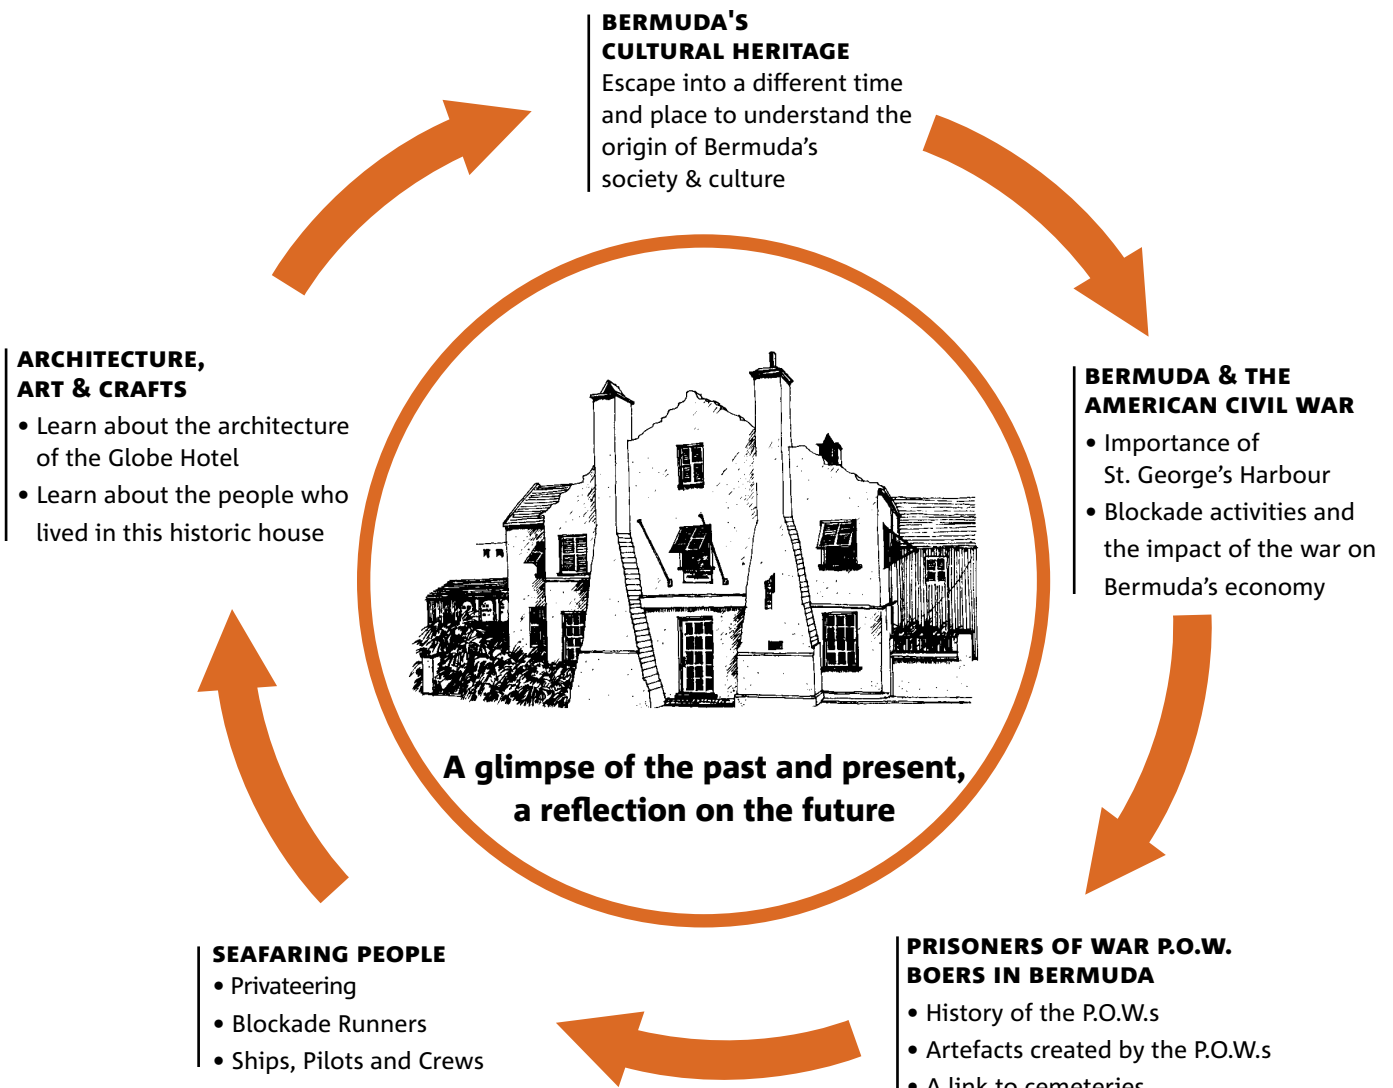 BERMUDA'S
CULTURAL HERITAGE
Escape into a different time
and place to understand the
origin of Bermuda’s
society & culture
BERMUDA & THE
AMERICAN CIVIL WAR
• Importance of
St. George’s Harbour
• Blockade activities and
the impact of the war on
Bermuda’s economy
PRISONERS OF WAR P.O.W.
BOERS IN BERMUDA
• History of the P.O.W.s
• Artefacts created by the P.O.W.s
• A link to cemeteries
SEAFARING PEOPLE
• Privateering
• Blockade Runners
• Ships, Pilots and Crews
ARCHITECTURE,
ART & CRAFTS
• Learn about the architecture
of the Globe Hotel
• Learn about the people who
lived in this historic house
A glimpse of the past and present,
a reflection on the future